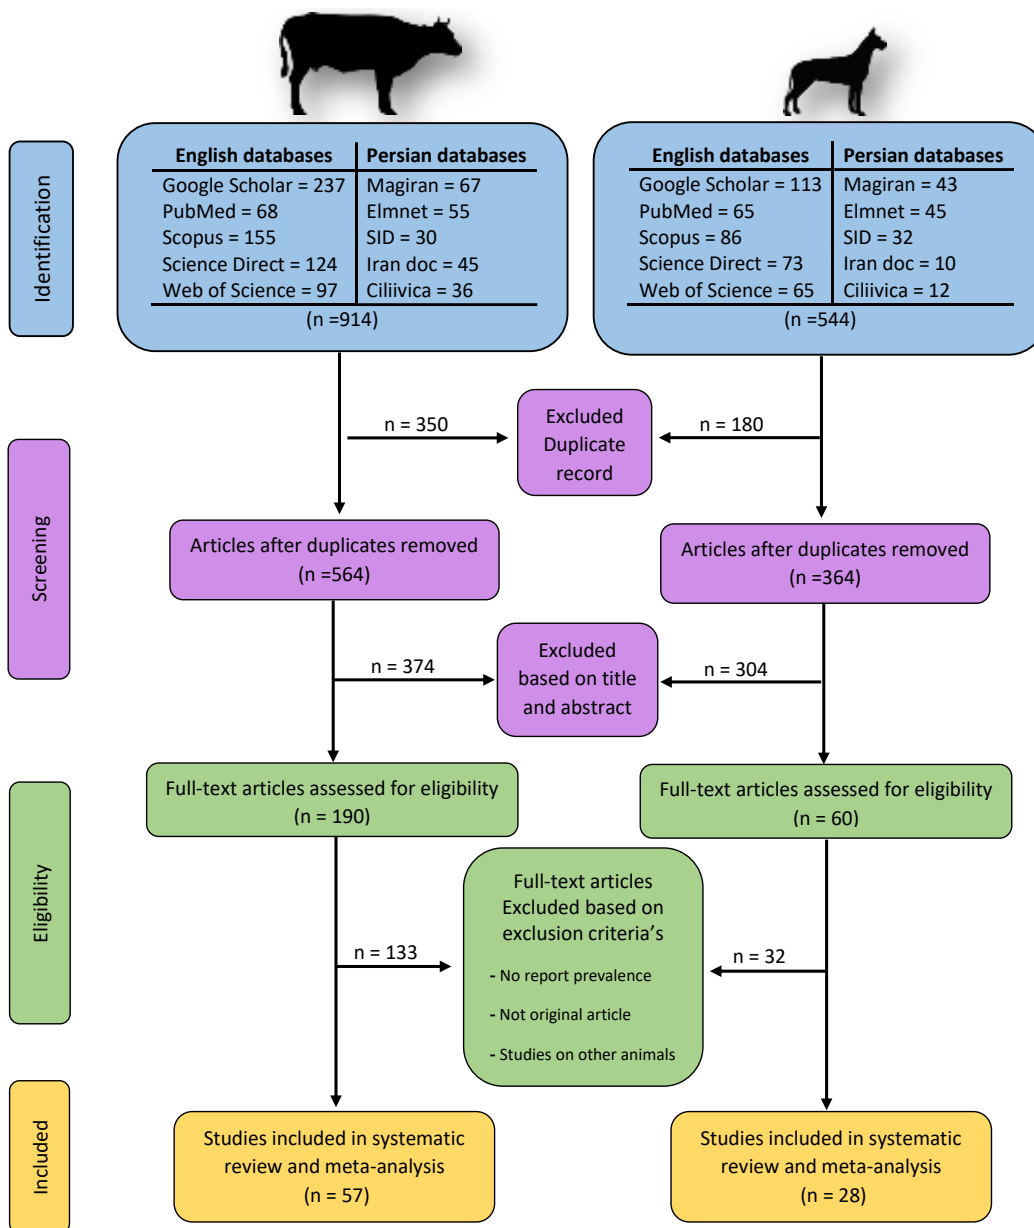 Identification
English databases
Persian databases
Google Scholar = 237
Magiran = 67
PubMed = 68
Elmnet = 55
Scopus = 155
SID = 30
Science Direct = 124
Iran doc = 45
Web of Science = 97
Ciliivica = 36
(n =914)
English databases
Persian databases
Google Scholar = 113
Magiran = 43
PubMed = 65
Elmnet = 45
Scopus = 86
SID = 32
Science Direct = 73
Iran doc = 10
Web of Science = 65
Ciliivica = 12
(n =544)
Screening
n = 350
Excluded
Duplicate
record
n = 180
Articles after duplicates removed
(n =564)
Articles after duplicates removed
(n =364)
n = 374
Excluded
based on title
and abstract
n = 304
Eligibility
Full-text articles assessed for eligibility
(n = 190)
Full-text articles assessed for eligibility
(n = 60)
n = 133
Full-text articles
Excluded based on
exclusion criteria’s
- No report prevalence
- Not original article
- Studies on other animals
n = 32
Included
Studies included in systematic
review and meta-analysis
(n = 57)
Studies included in systematic
review and meta-analysis
(n = 28)